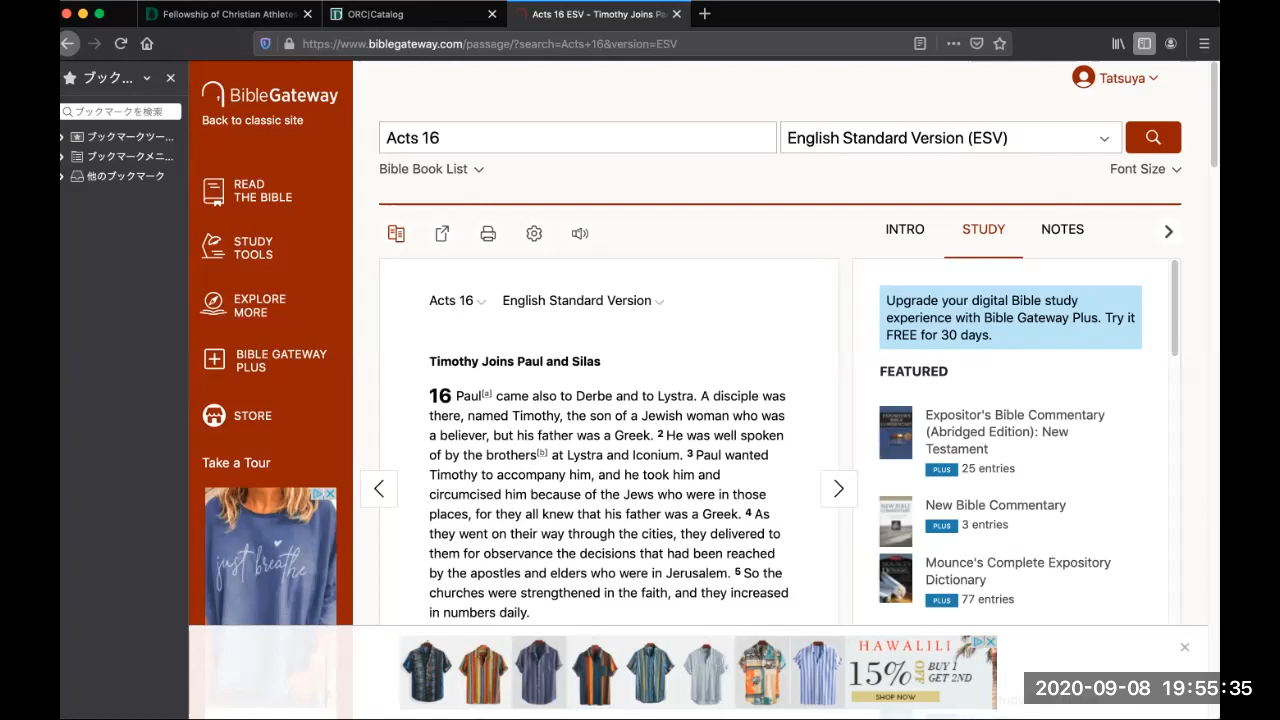 Fellowship of Christian Athletes
ORC|Catalog
Acts 16 ESV – Timothy Joins Pa
https://www.biblegateway.com/passage/?search=Acts+16&version=ESV
ブック...
ブックマークを検索
ブックマークツー...
ブックマークメニ...
他のブックマーク
BibleGateway
Back to classic site
READ
THE BIBLE
STUDY
TOOLS
EXPLORE
MORE
BIBLE GATEWAY
PLUS
STORE
Take a Tour
just breathe
Tatsuya
Acts 16
English Standard Version (ESV)
Bible Book List
Font Size
Acts 16
English Standard Version
Timothy Joins Paul and Silas
16 Paul[a] came also to Derbe and to Lystra. A disciple was
there, named Timothy, the son of a Jewish woman who was
a believer, but his father was a Greek. 2 He was well spoken
of by the brothers[b] at Lystra and Iconium. 3 Paul wanted
Timothy to accompany him, and he took him and
circumcised him because of the Jews who were in those
places, for they all knew that his father was a Greek. 4 As
they went on their way through the cities, they delivered to
them for observance the decisions that had been reached
by the apostles and elders who were in Jerusalem. 5 So the
churches were strengthened in the faith, and they increased
in numbers daily.
INTRO
STUDY
NOTES
Upgrade your digital Bible study
experience with Bible Gateway Plus. Try it
FREE for 30 days.
FEATURED
Expositor's Bible Commentary
(Abridged Edition): New
Testament
PLUS 25 entries
New Bible Commentary
PLUS 3 entries
Mounce's Complete Expository
Dictionary
PLUS 77 entries
HAWALILI
15% OFF
BUY 1
GET 2ND
SHOP NOW
2020-09-08 19:55:35